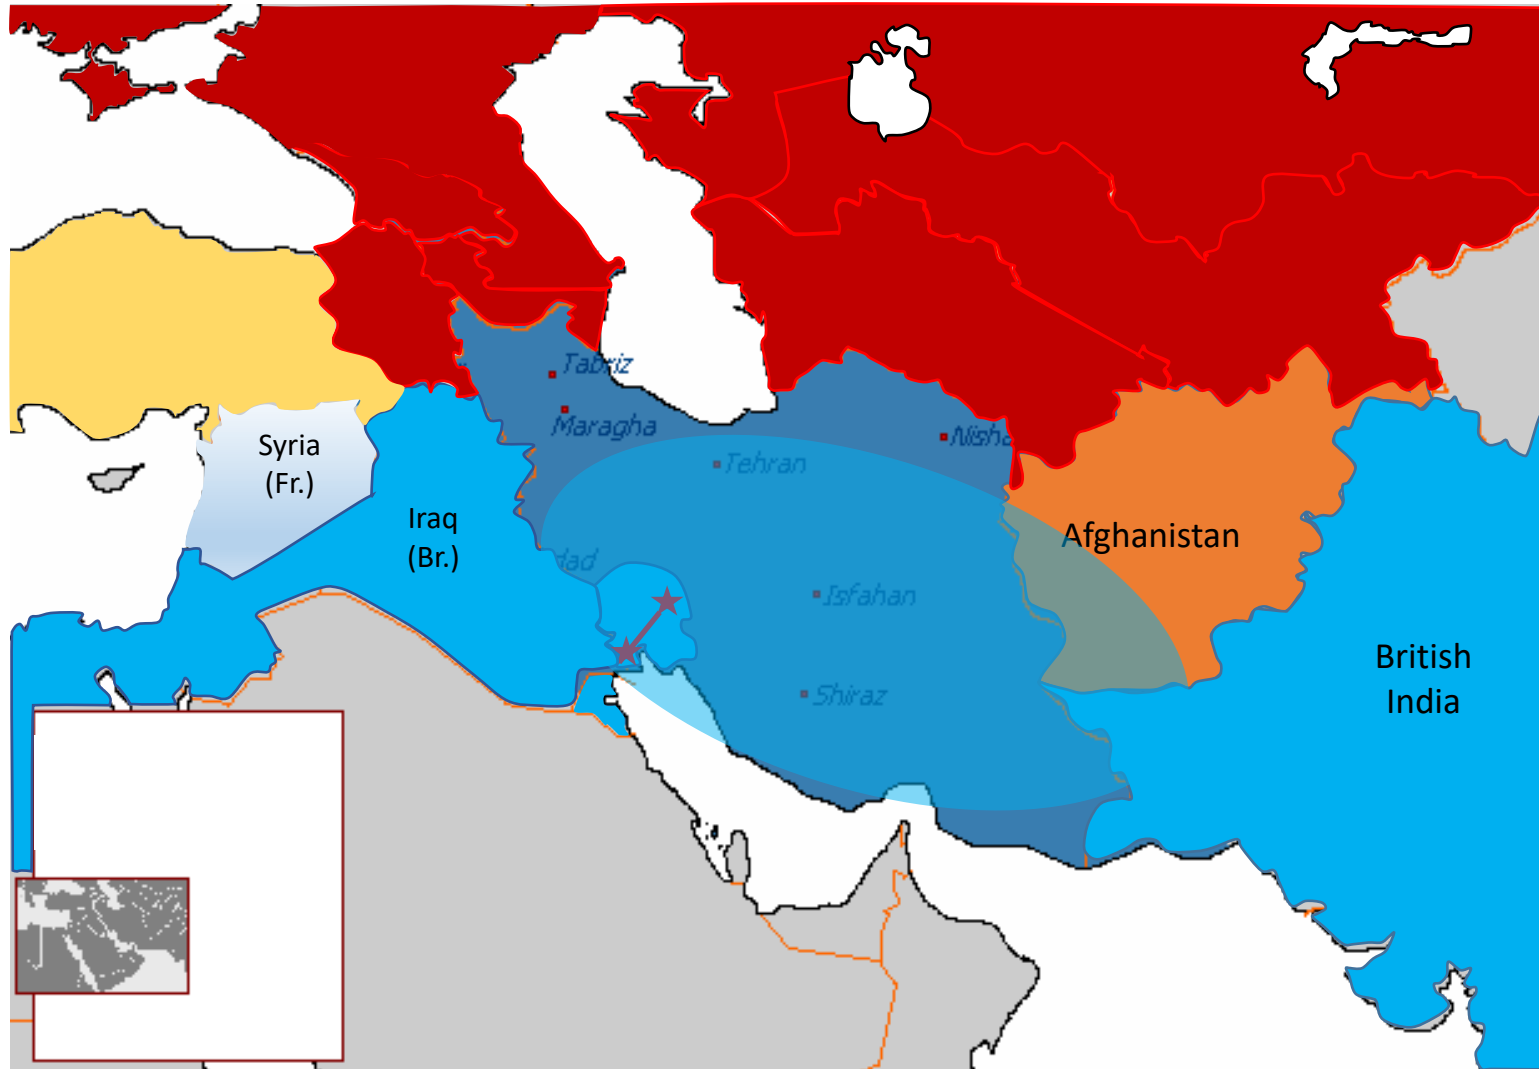 Tabriz
Maragha
Tehran
Syria
(Fr.)
Iraq
(Br.)
Afghanistan
Isfahan
British
India
Shiraz